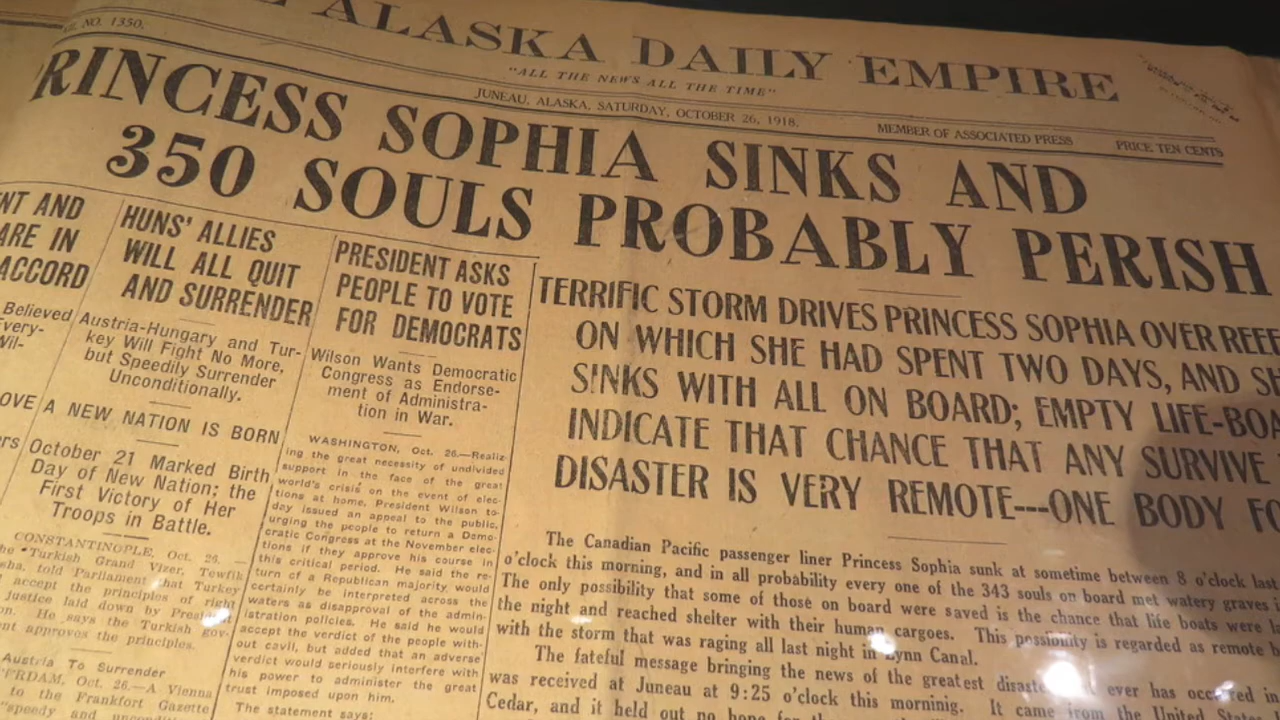 ALASKA DAILY EMPIRE
"ALL THE NEWS ALL THE TIME"
NO. 1350.
JUNEAU, ALASKA, SATURDAY, OCTOBER 26, 1918.
MEMBER OF ASSOCIATED PRESS
PRICE TEN CENTS
RINCESS SOPHIA SINKS AND
350 SOULS PROBABLY PERISH
NT AND
ARE IN
ACCORD
Believed
very-
Wil-
OVE
HUNS' ALLIES
WILL ALL QUIT
AND SURRENDER
Austria-Hungary and Tur-
key Will Fight No More,
but Speedily Surrender
Unconditionally.
A NEW NATION IS BORN
October 21 Marked Birth
Day of New Nation; the
First Victory of Her
Troops in Battle.
CONSTANTINOPLE, Oct. 26.—
Turkish Grand Vizer, Tewfik
told Parliament that Turkey
accept the principles of right
justice laid down by Presi-
He says the Turkish gov-
approves the principles.
Austria To Surrender
Oct. 26.—A Vienna
to the Frankfort Gazette
"speedy and
PRESIDENT ASKS
PEOPLE TO VOTE
FOR DEMOCRATS
Wilson Wants Democratic
Congress as Endorse-
ment of Administra-
tion in War.
WASHINGTON, Oct. 26.—Realiz-
ing the great necessity of undivided
support in the face of the great
world's crisis on the event of elec-
tions at home, President Wilson to-
day issued an appeal to the public,
urging the people to return a Demo-
cratic Congress at the November elec-
tions if they approve his course in
this critical period. He said the re-
turn of a Republican majority would
certainly be interpreted across the
waters as disapproval of the admin-
istration policies. He said he would
accept the verdict of the people with-
out cavil, but added that an adverse
verdict would seriously interfere with
his power to administer the great
trust imposed upon him.
The statement says:
TERRIFIC STORM DRIVES PRINCESS SOPHIA OVER REEF
ON WHICH SHE HAD SPENT TWO DAYS, AND SH
SINKS WITH ALL ON BOARD; EMPTY LIFE-BOA
INDICATE THAT CHANCE THAT ANY SURVIVE
DISASTER IS VERY REMOTE---ONE BODY FO
The Canadian Pacific passenger liner Princess Sophia sunk at sometime between 8 o'clock last
o'clock this morning, and in all probability every one of the 343 souls on board met watery graves
The only possibility that some of those on board were saved is the chance that life boats were
the night and reached shelter with their human cargoes. This possibility is regarded as remote
with the storm that was raging all last night in Lynn Canal.
The fateful message bringing the news of the greatest disaster ever has occurred in
was received at Juneau at 9:25 o'clock this morninig. It came from the United States
Cedar, and it held out no hope for the